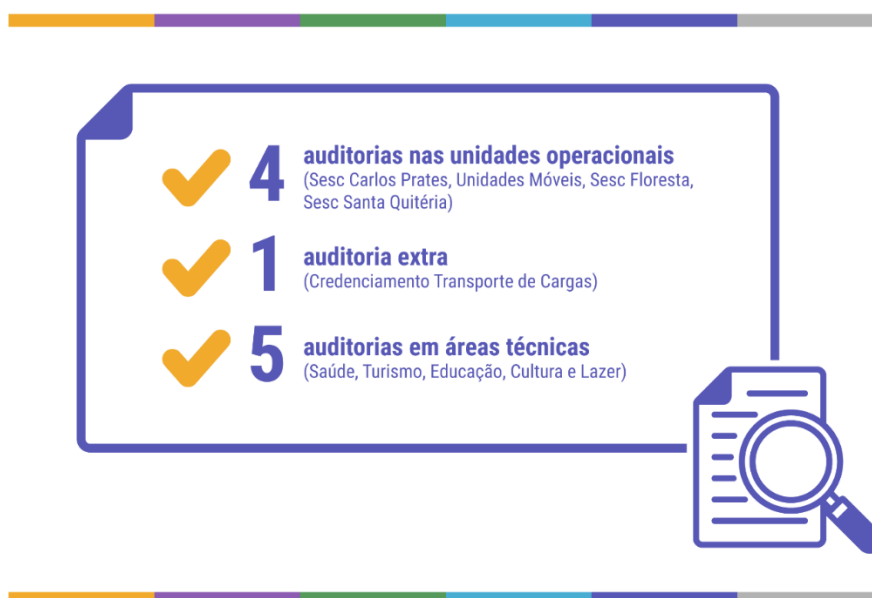 4
auditorias nas unidades operacionais
(Sesc Carlos Prates, Unidades Móveis, Sesc Floresta,
Sesc Santa Quitéria)
1
auditoria extra
(Credenciamento Transporte de Cargas)
5
auditorias em áreas técnicas
(Saúde, Turismo, Educação, Cultura e Lazer)